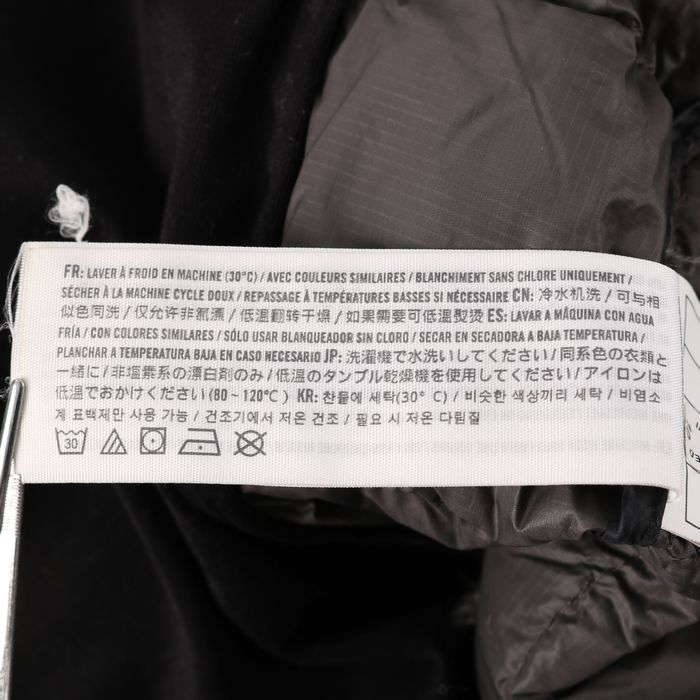 FR: LAVER À FROID EN MACHINE (30°C) / AVEC COULEURS SIMILAIRES / BLANCHIMENT SANS CHLORE UNIQUEMENT /
SÉCHER À LA MACHINE CYCLE DOUX / REPASSAGE À TEMPÉRATURES BASSES SI NÉCESSAIRE CN: 冷水机洗 / 可与相
似色同洗 / 仅允许非氯漂 / 低温翻转干燥 / 如果需要可低温熨烫 ES: LAVAR A MÁQUINA CON AGUA
FRÍA / CON COLORES SIMILARES / SÓLO USAR BLANQUEADOR SIN CLORO / SECAR EN SECADORA A BAJA TEMPERATURA /
PLANCHAR A TEMPERATURA BAJA EN CASO NECESARIO JP: 洗濯機で水洗いしてください / 同系色の衣類と
一緒に / 非塩素系の漂白剤のみ / 低温のタンブル乾燥機を使用してください / アイロンは
低温でおかけください (80~120°C) KR: 찬물에 세탁(30° C) / 비슷한 색상끼리 세탁 / 비염소
계 표백제만 사용 가능 / 건조기에서 저온 건조 / 필요 시 저온 다림질
30